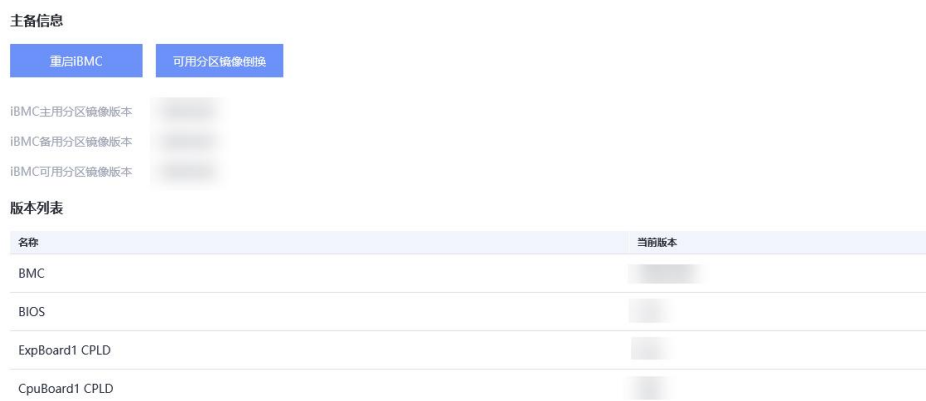 主备信息
重启iBMC 可用分区镜像倒换
iBMC主用分区镜像版本
iBMC备用分区镜像版本
iBMC可用分区镜像版本
版本列表
名称 当前版本
BMC
BIOS
ExpBoard1 CPLD
CpuBoard1 CPLD